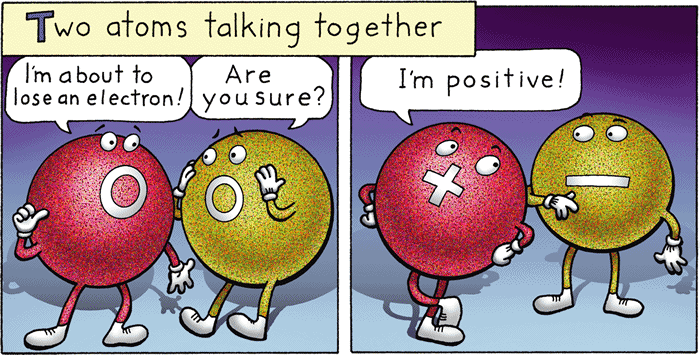 Two atoms talking together
I'm about to
lose an electron!
Are
you sure?
O
O
I'm positive!
+
−